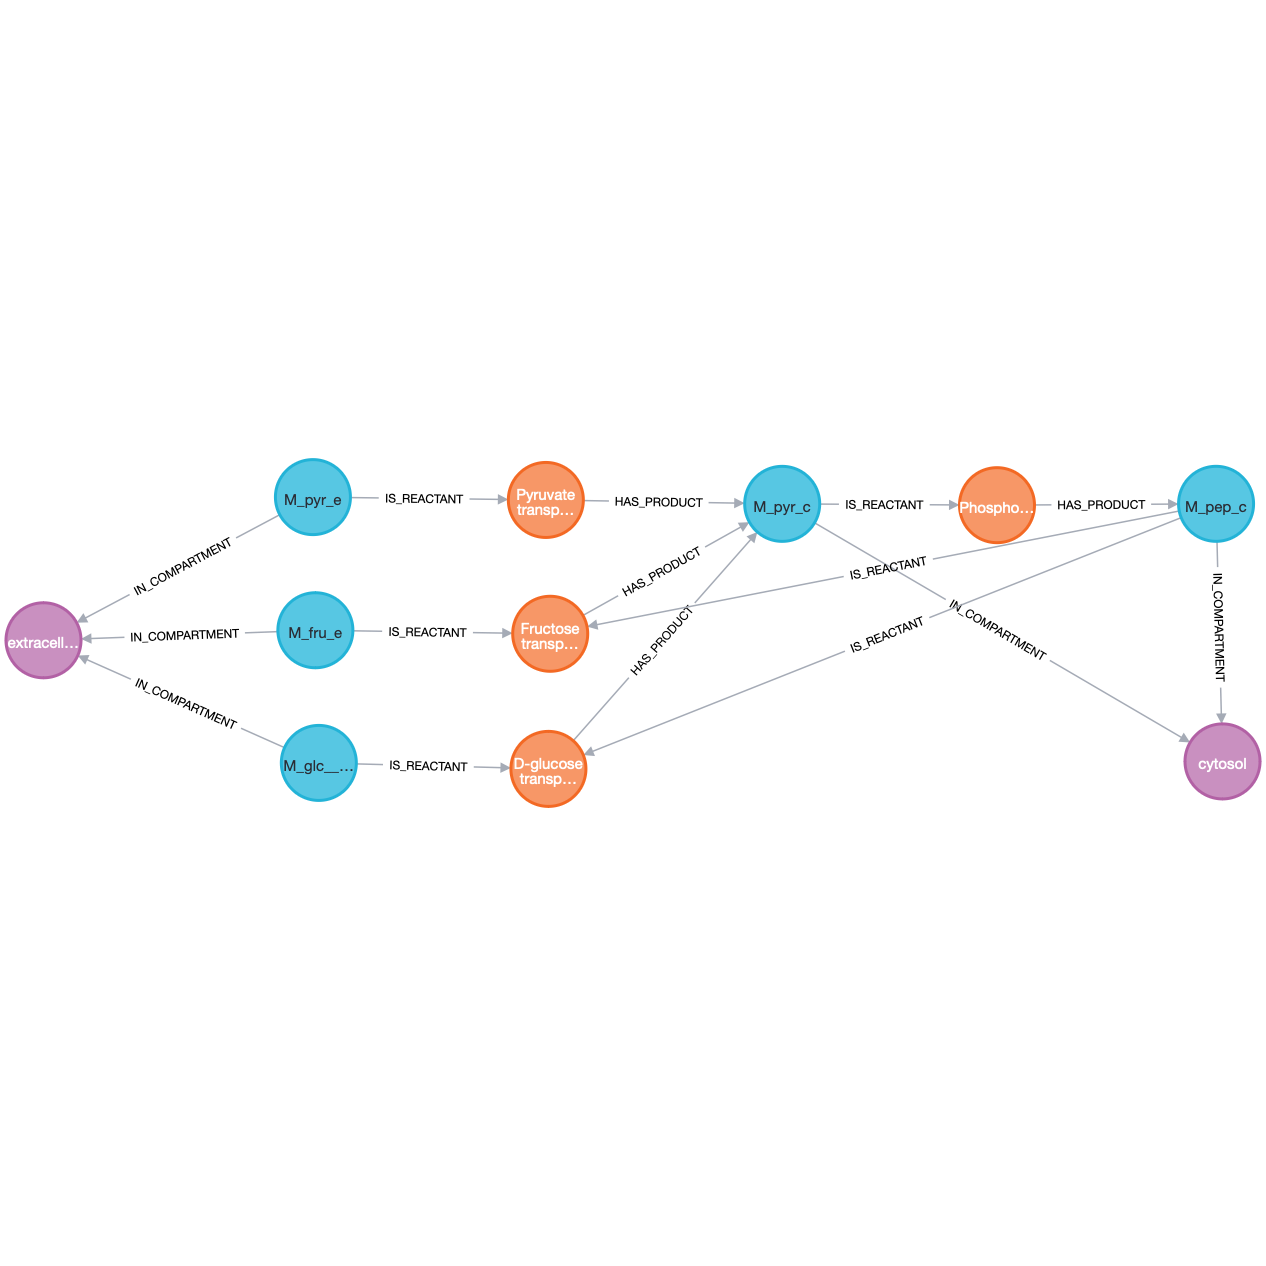 M_pyr_e
IS_REACTANT
Pyruvate
transp…
HAS_PRODUCT
M_pyr_c
IS_REACTANT
Phospho…
HAS_PRODUCT
M_pep_c
IN_COMPARTMENT
IS_REACTANT
HAS_PRODUCT
IN_COMPARTMENT
IN_COMPARTMENT
extracell…
IN_COMPARTMENT
M_fru_e
IS_REACTANT
Fructose
transp…
HAS_PRODUCT
IS_REACTANT
IN_COMPARTMENT
M_glc__…
IS_REACTANT
D-glucose
transp…
cytosol